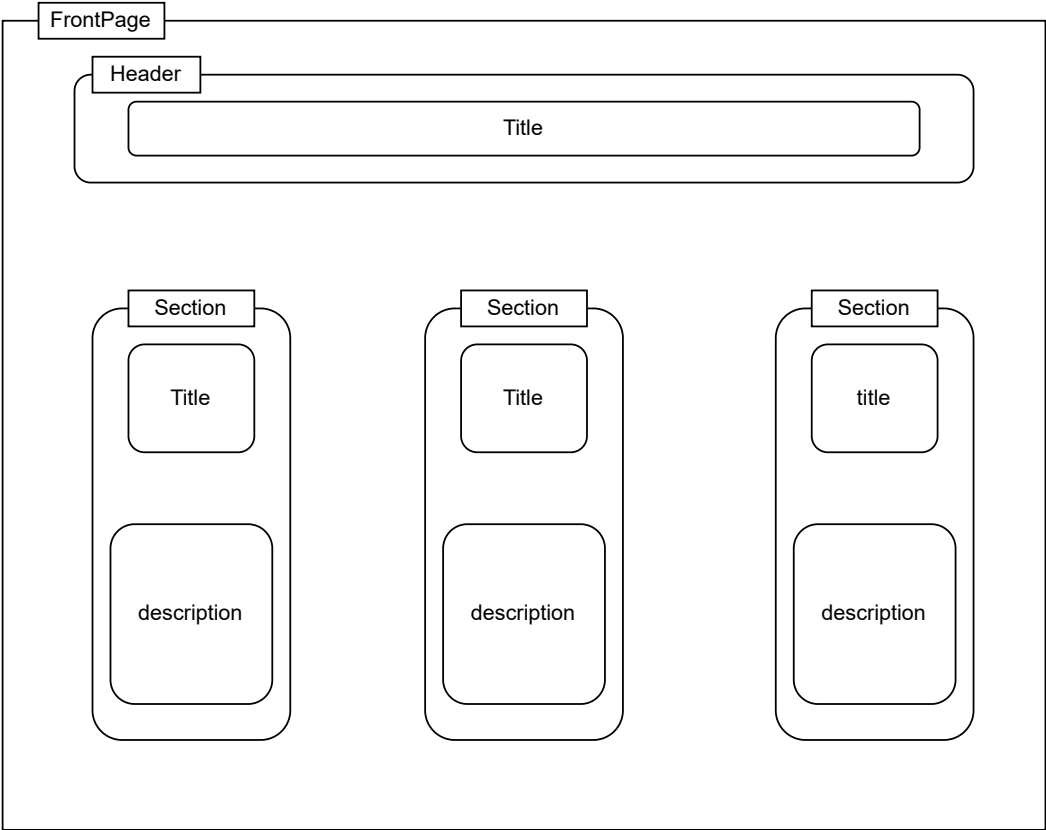 FrontPage
Header
Title
Section
Section
Section
Title
Title
title
description
description
description